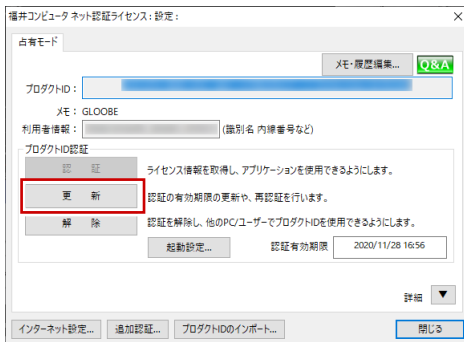 福井コンピュータ ネット認証ライセンス：設定：
占有モード
メモ・履歴編集... Q&A
プロダクトID：
メモ： GLOOBE
利用者情報： (識別名 内線番号など)
プロダクトID認証
認 証 ライセンス情報を取得し、アプリケーションを使用できるようにします。
更 新 認証の有効期限の更新や、再認証を行います。
解 除 認証を解除し、他のPC/ユーザーでプロダクトIDを使用できるようにします。
起動設定... 認証有効期限 2020/11/28 16:56
詳細 ▼
インターネット設定... 追加認証... プロダクトIDのインポート... 閉じる